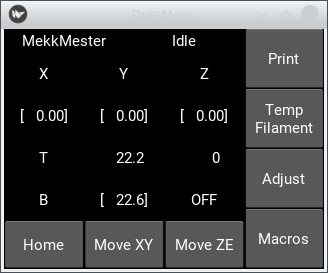 DuetMenu
MekkMester Idle
X Y Z
[ 0.00] [ 0.00] [ 0.00]
T 22.2 0
B [ 22.6] OFF
Print
Temp
Filament
Adjust
Macros
Home Move XY Move ZE